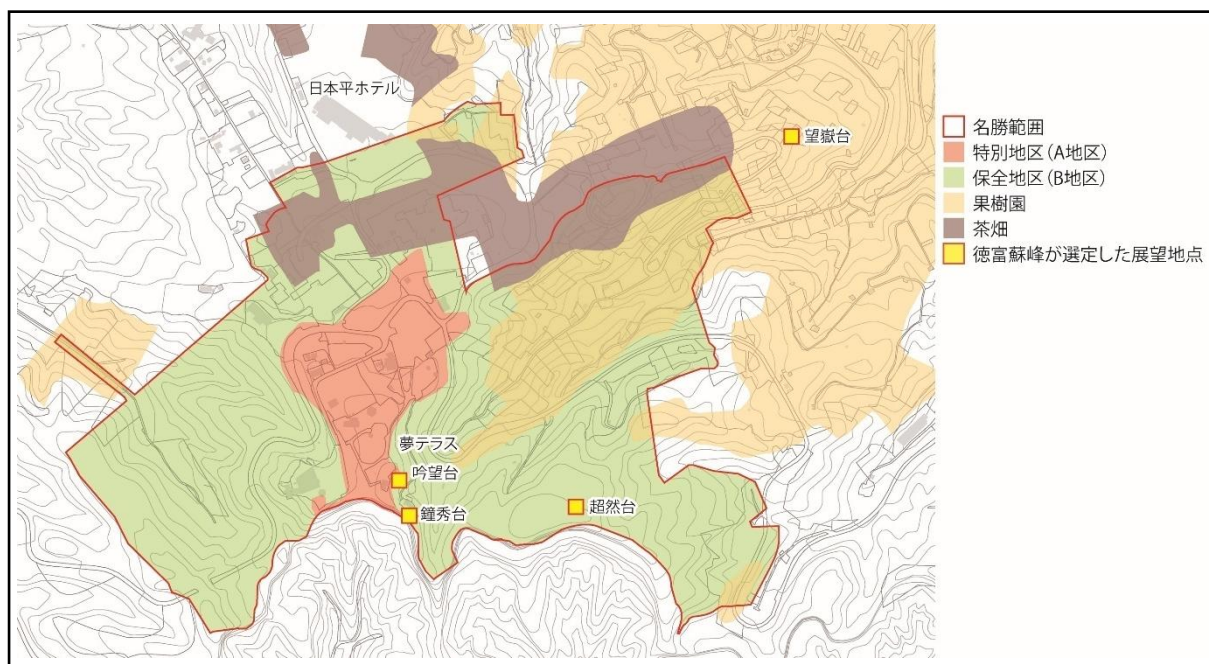 日本平ホテル
望嶽台
夢テラス
吟望台
鐘秀台
超然台
名勝範囲
特別地区(A地区)
保全地区(B地区)
果樹園
茶畑
徳富蘇峰が選定した展望地点